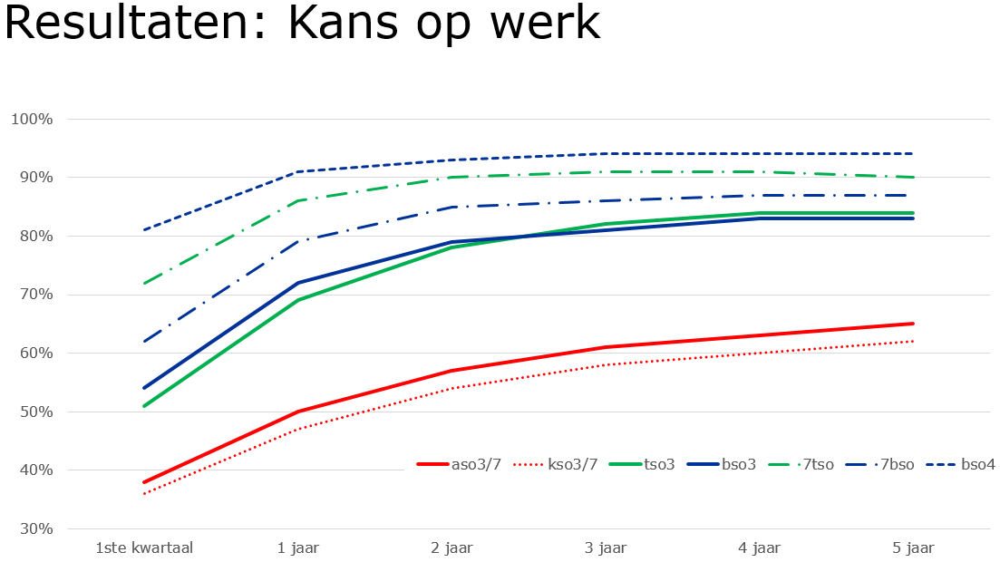 Resultaten: Kans op werk
100%
90%
80%
70%
60%
50%
40%
30%
aso3/7 kso3/7 tso3 bso3 7tso 7bso bso4
1ste kwartaal 1 jaar 2 jaar 3 jaar 4 jaar 5 jaar